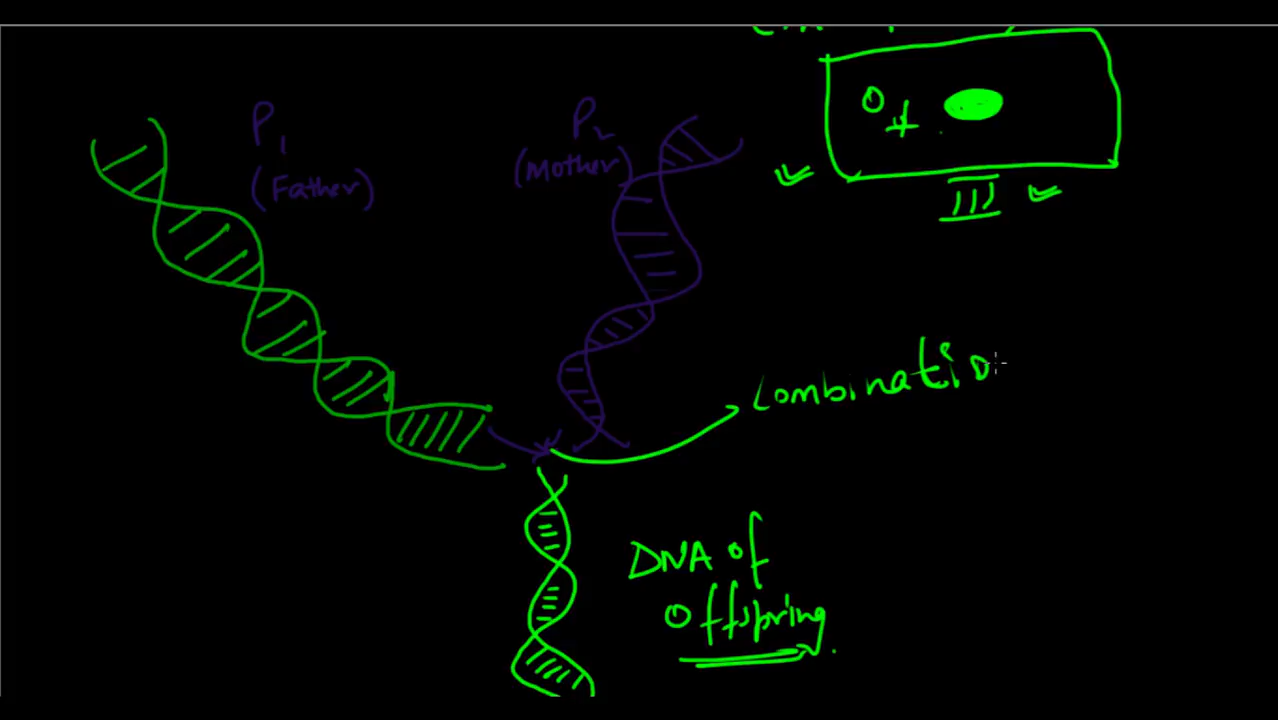 P1
(Father)
P2
(Mother)
Combinatio
DNA of
offspring